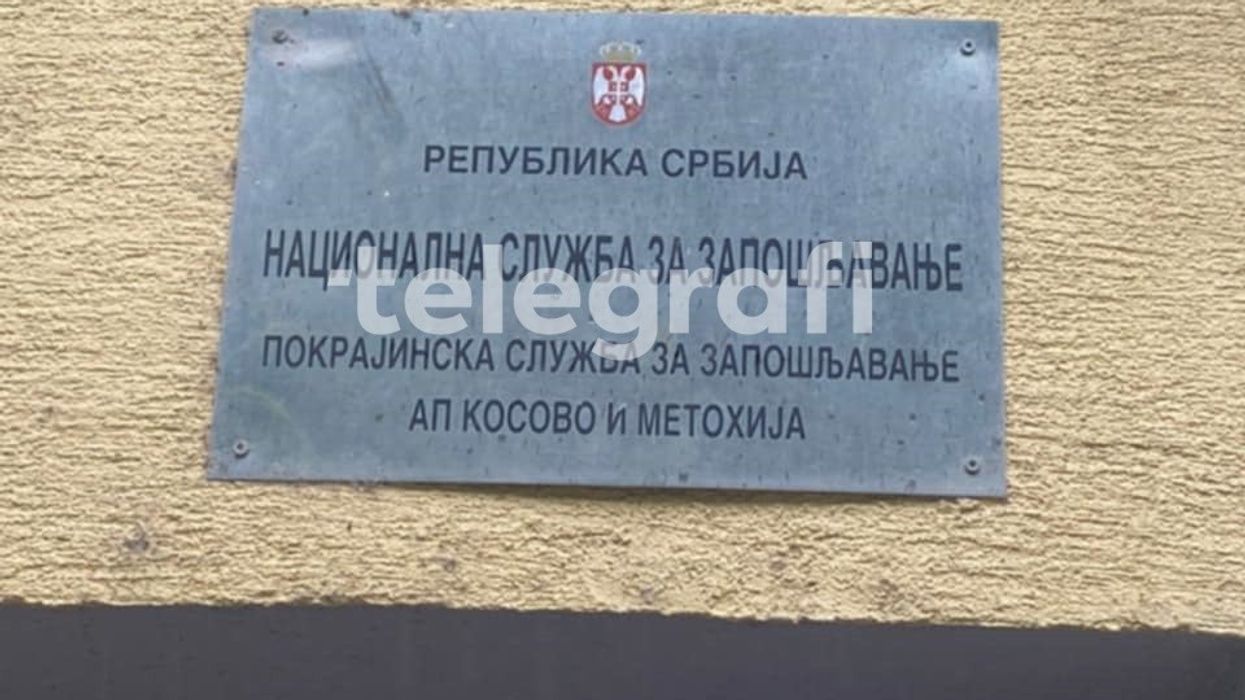 РЕПУБЛИКА СРБИЈА
НАЦИОНАЛНА СЛУЖБА ЗА ЗАПОШЉАВАЊЕ
telegrafi
ПОКРАЈИНСКА СЛУЖБА ЗА ЗАПОШЉАВАЊЕ
АП КОСОВО И МЕТОХИЈА